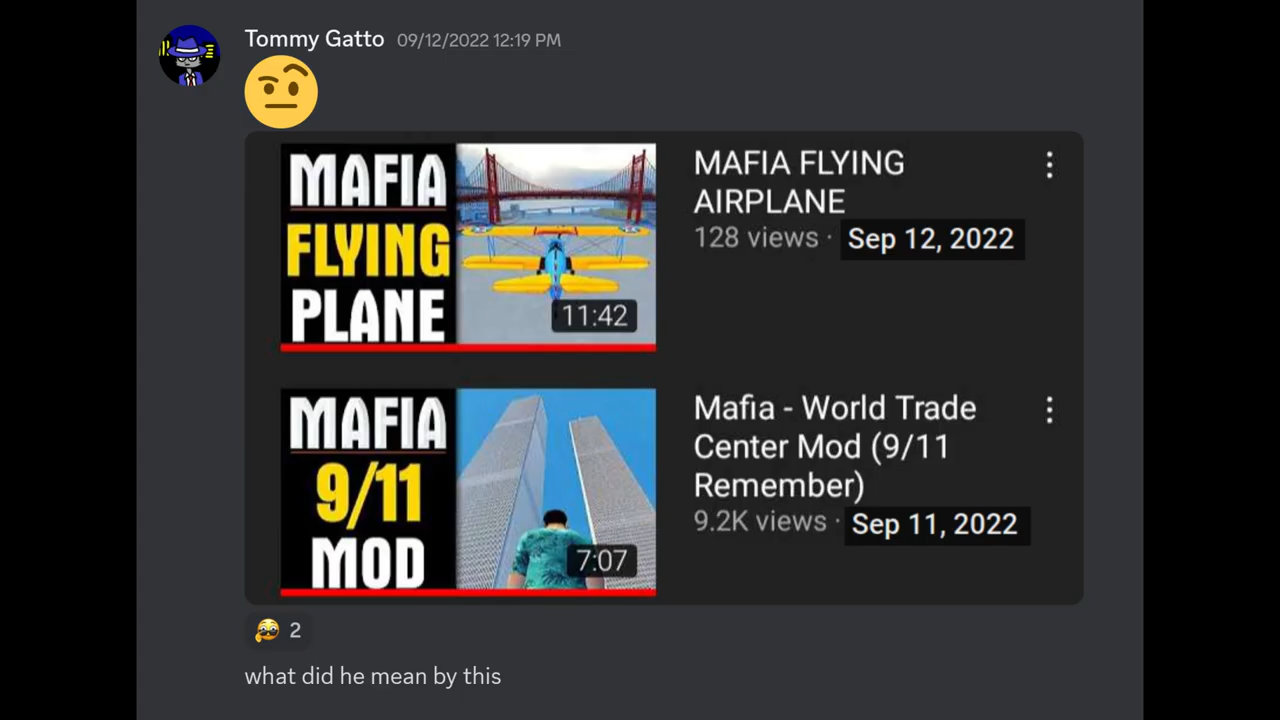 Tommy Gatto 09/12/2022 12:19 PM
MAFIA
FLYING
PLANE
11:42
MAFIA FLYING
AIRPLANE
128 views · Sep 12, 2022
MAFIA
9/11
MOD
7:07
Mafia - World Trade
Center Mod (9/11
Remember)
9.2K views · Sep 11, 2022
2
what did he mean by this